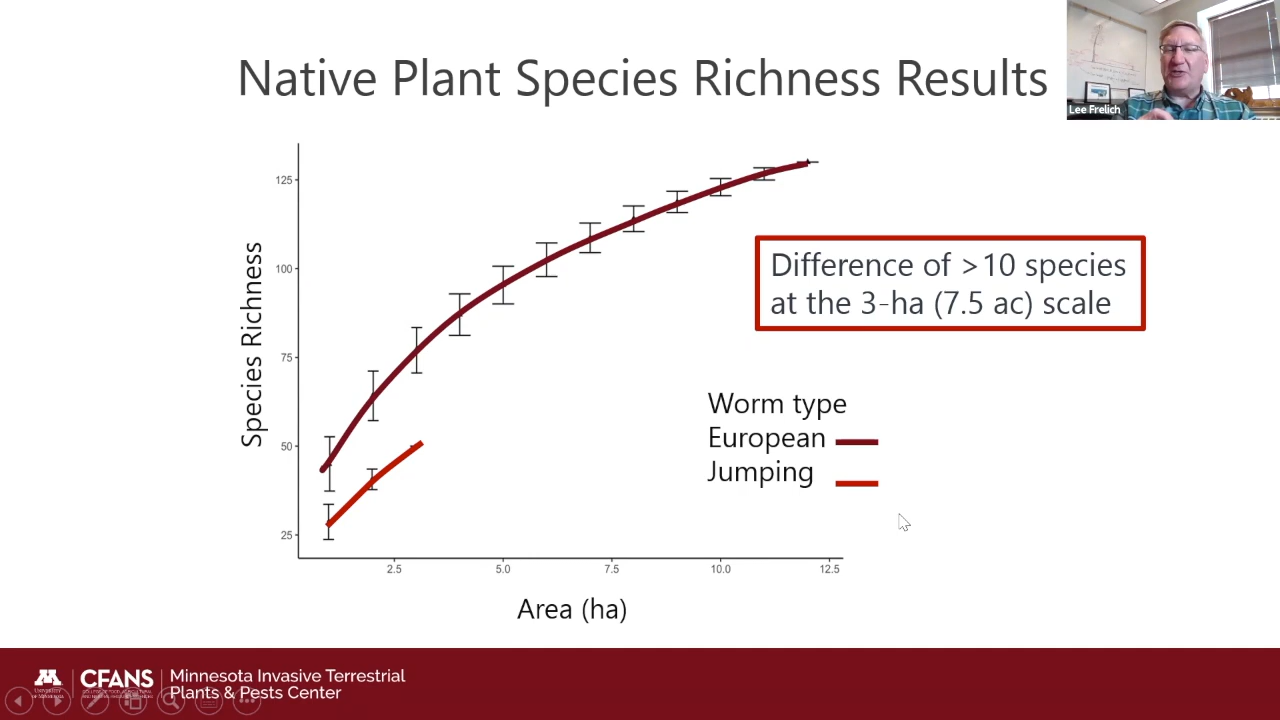 Native Plant Species Richness Results
Lee Frelich
Species Richness
125
100
75
50
25
2.5
5.0
7.5
10.0
12.5
Area (ha)
Difference of >10 species
at the 3-ha (7.5 ac) scale
Worm type
European
Jumping
CFANS
Minnesota Invasive Terrestrial
Plants & Pests Center